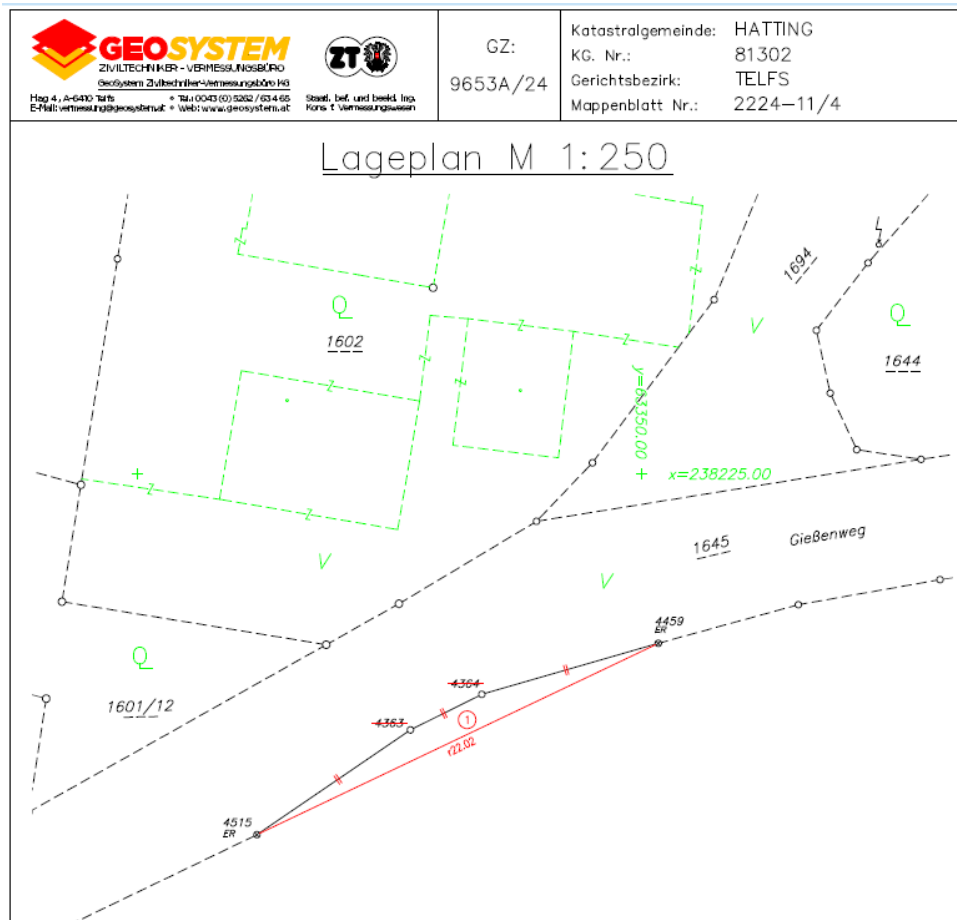 GEOSYSTEM
ZIVILTECHNIKER - VERMESSUNGSBÜRO
GeoSystem Ziviltechniker-Vermessungsbüro KG
Hag 4, A-6410 Telfs • Tel.: 0043 (0) 5262 / 63 4 65
E-Mail: vermessung@geosystem.at • Web: www.geosystem.at
ZT
Staatl. bef. und beeid. Ing.
Kons. f. Vermessungswesen
GZ:
9653A/24
Katastralgemeinde: HATTING
KG. Nr.: 81302
Gerichtsbezirk: TELFS
Mappenblatt Nr.: 2224-11/4
Lageplan M 1:250
1694
Q
Q
V
1602
1644
y=63350.00
x=238225.00
1645
Gießenweg
V
V
4459
ER
Q
4364
1601/12
4363
1
r22.02
4515
ER